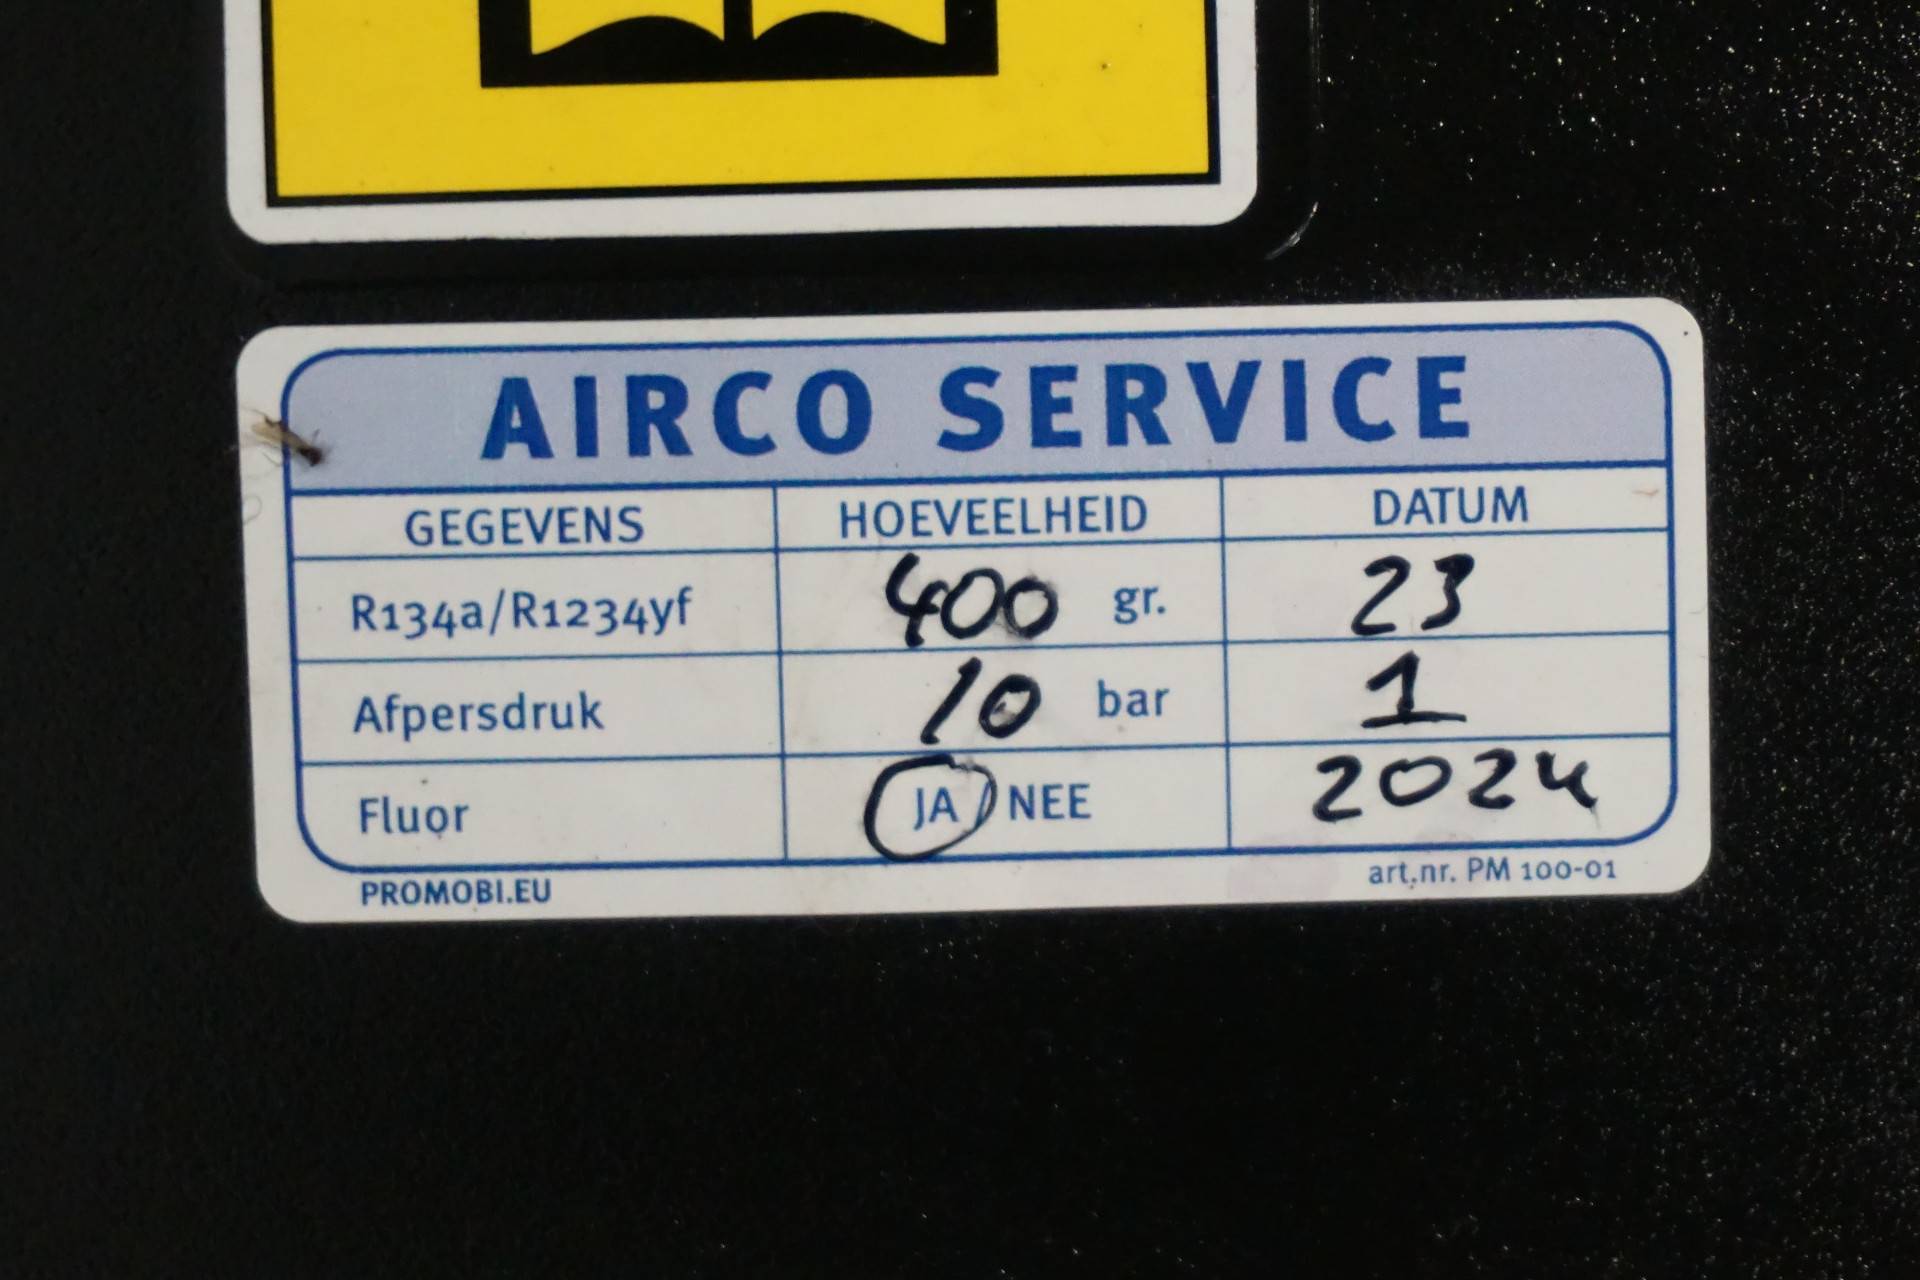 AIRCO SERVICE
GEGEVENS HOEVEELHEID DATUM
R134a/R1234yf 400 gr. 23
Afpersdruk 10 bar 1
Fluor JA/NEE 2024
PROMOBI.EU art.nr. PM 100-01